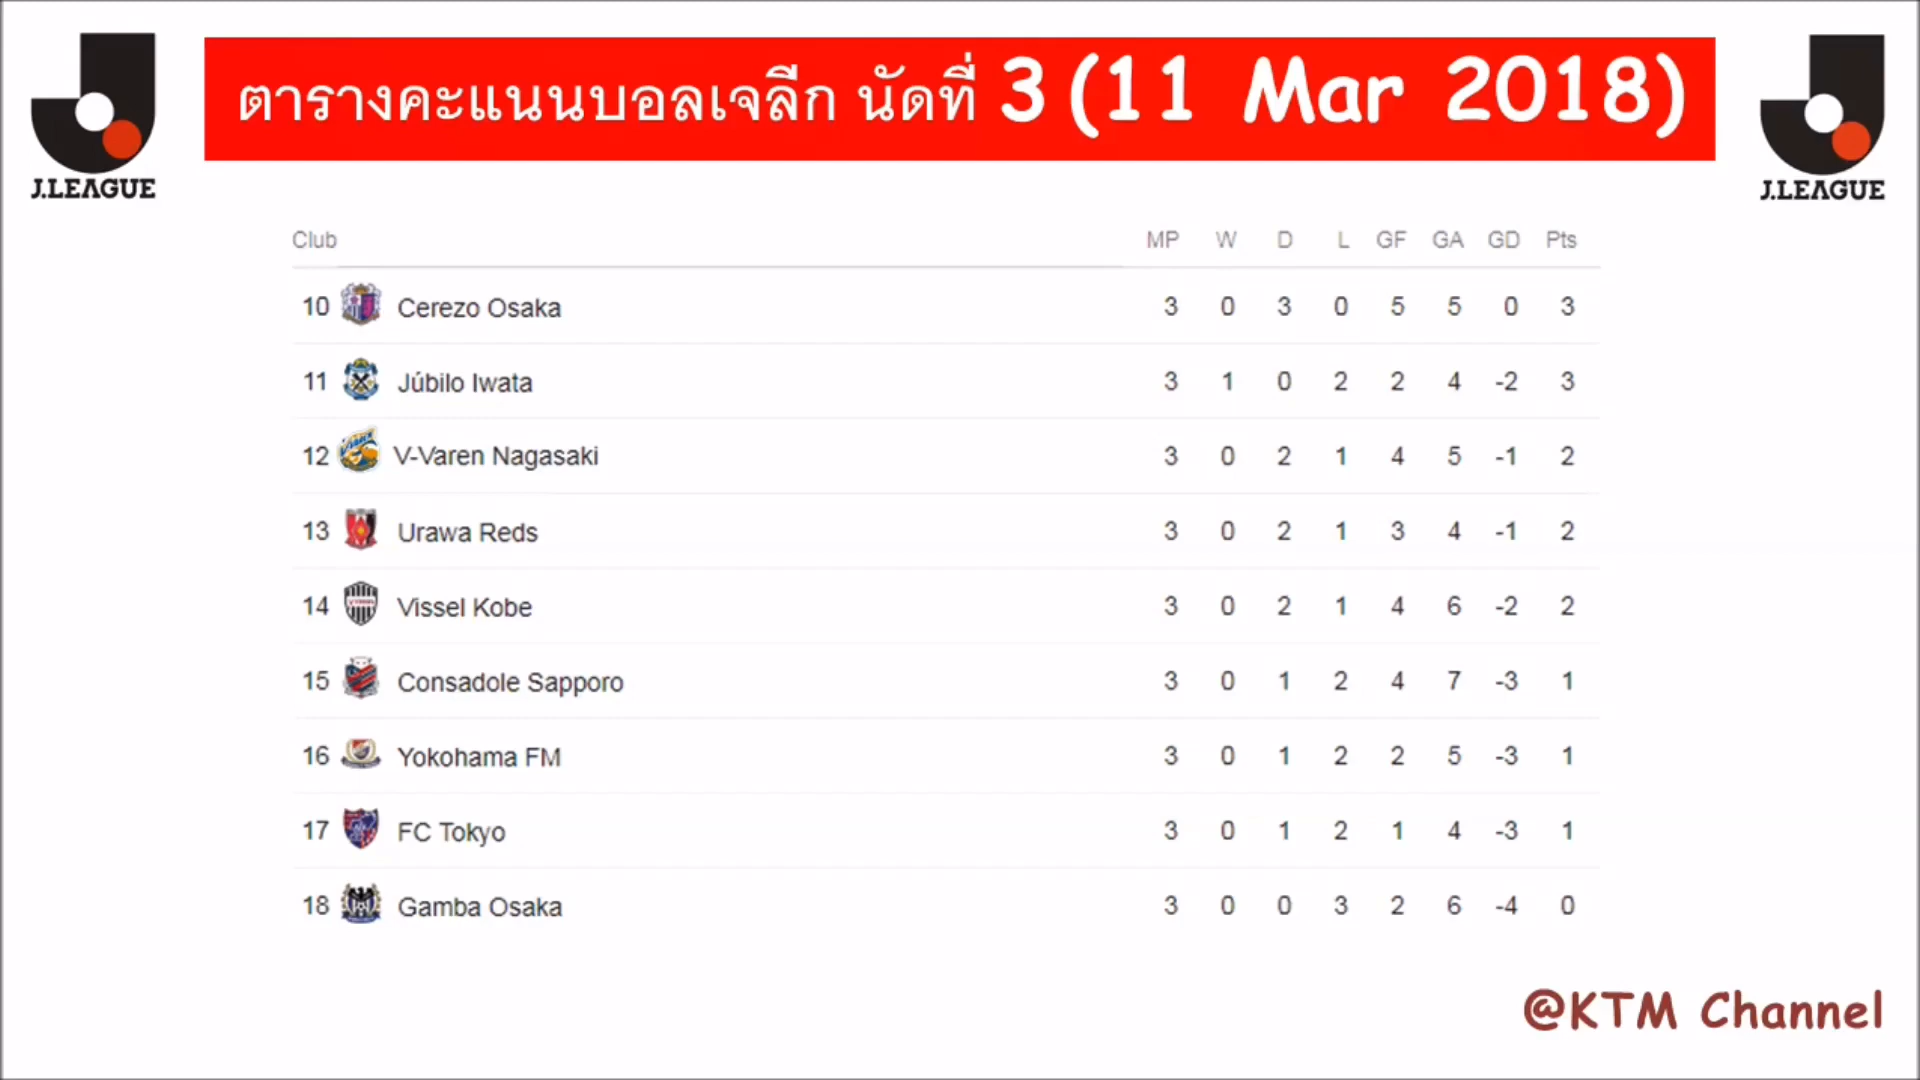 ตารางคะแนนบอลเจลีก นัดที่ 3 (11 Mar 2018)
J.LEAGUE
J.LEAGUE
Club MP W D L GF GA GD Pts
10 Cerezo Osaka 3 0 3 0 5 5 0 3
11 Júbilo Iwata 3 1 0 2 2 4 -2 3
12 V-Varen Nagasaki 3 0 2 1 4 5 -1 2
13 Urawa Reds 3 0 2 1 3 4 -1 2
14 Vissel Kobe 3 0 2 1 4 6 -2 2
15 Consadole Sapporo 3 0 1 2 4 7 -3 1
16 Yokohama FM 3 0 1 2 2 5 -3 1
17 FC Tokyo 3 0 1 2 1 4 -3 1
18 Gamba Osaka 3 0 0 3 2 6 -4 0
@KTM Channel